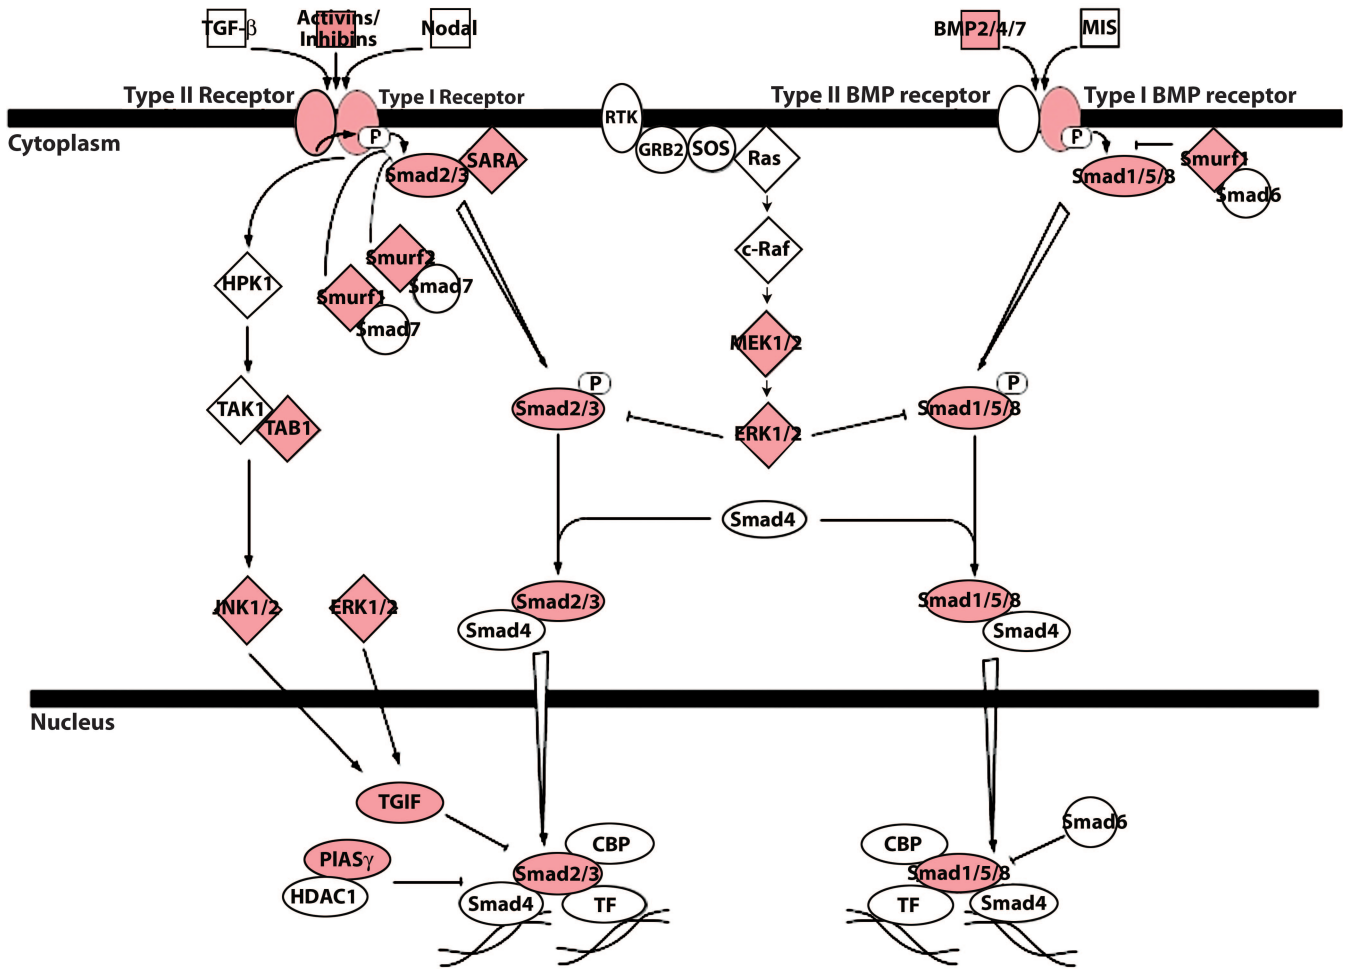 TGF-β
Activins/
Inhibins
Nodal
BMP2/4/7
MIS
Type II Receptor
Type I Receptor
Type II BMP receptor
Type I BMP receptor
RTK
Cytoplasm
P
P
GRB2
SOS
Ras
SARA
Smad2/3
Smurf1
Smad1/5/8
Smad6
c-Raf
Smurf2
HPK1
Smad7
Smurf1
Smad7
MEK1/2
P
P
TAK1
TAB1
Smad2/3
ERK1/2
Smad1/5/8
Smad4
JNK1/2
ERK1/2
Smad2/3
Smad4
Smad1/5/8
Smad4
Nucleus
TGIF
Smad6
CBP
CBP
PIASγ
HDAC1
Smad2/3
Smad4
TF
Smad1/5/8
TF
Smad4